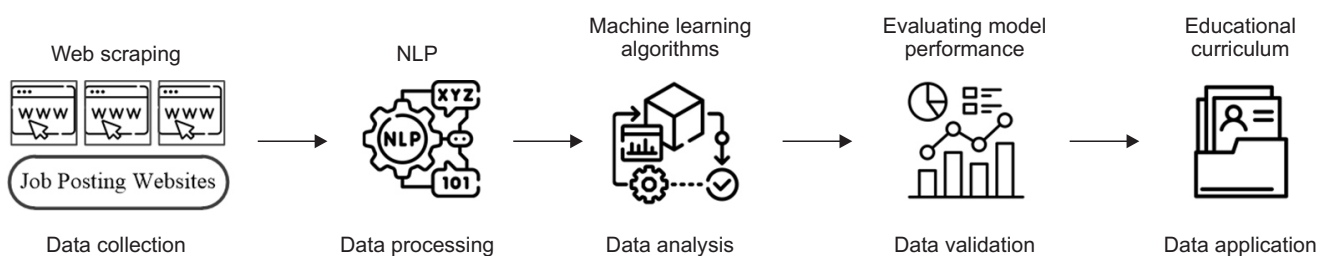 Web scraping
NLP
Machine learning
algorithms
Evaluating model
performance
Educational
curriculum
www www www
Job Posting Websites
XYZ
NLP
101
Data collection
Data processing
Data analysis
Data validation
Data application